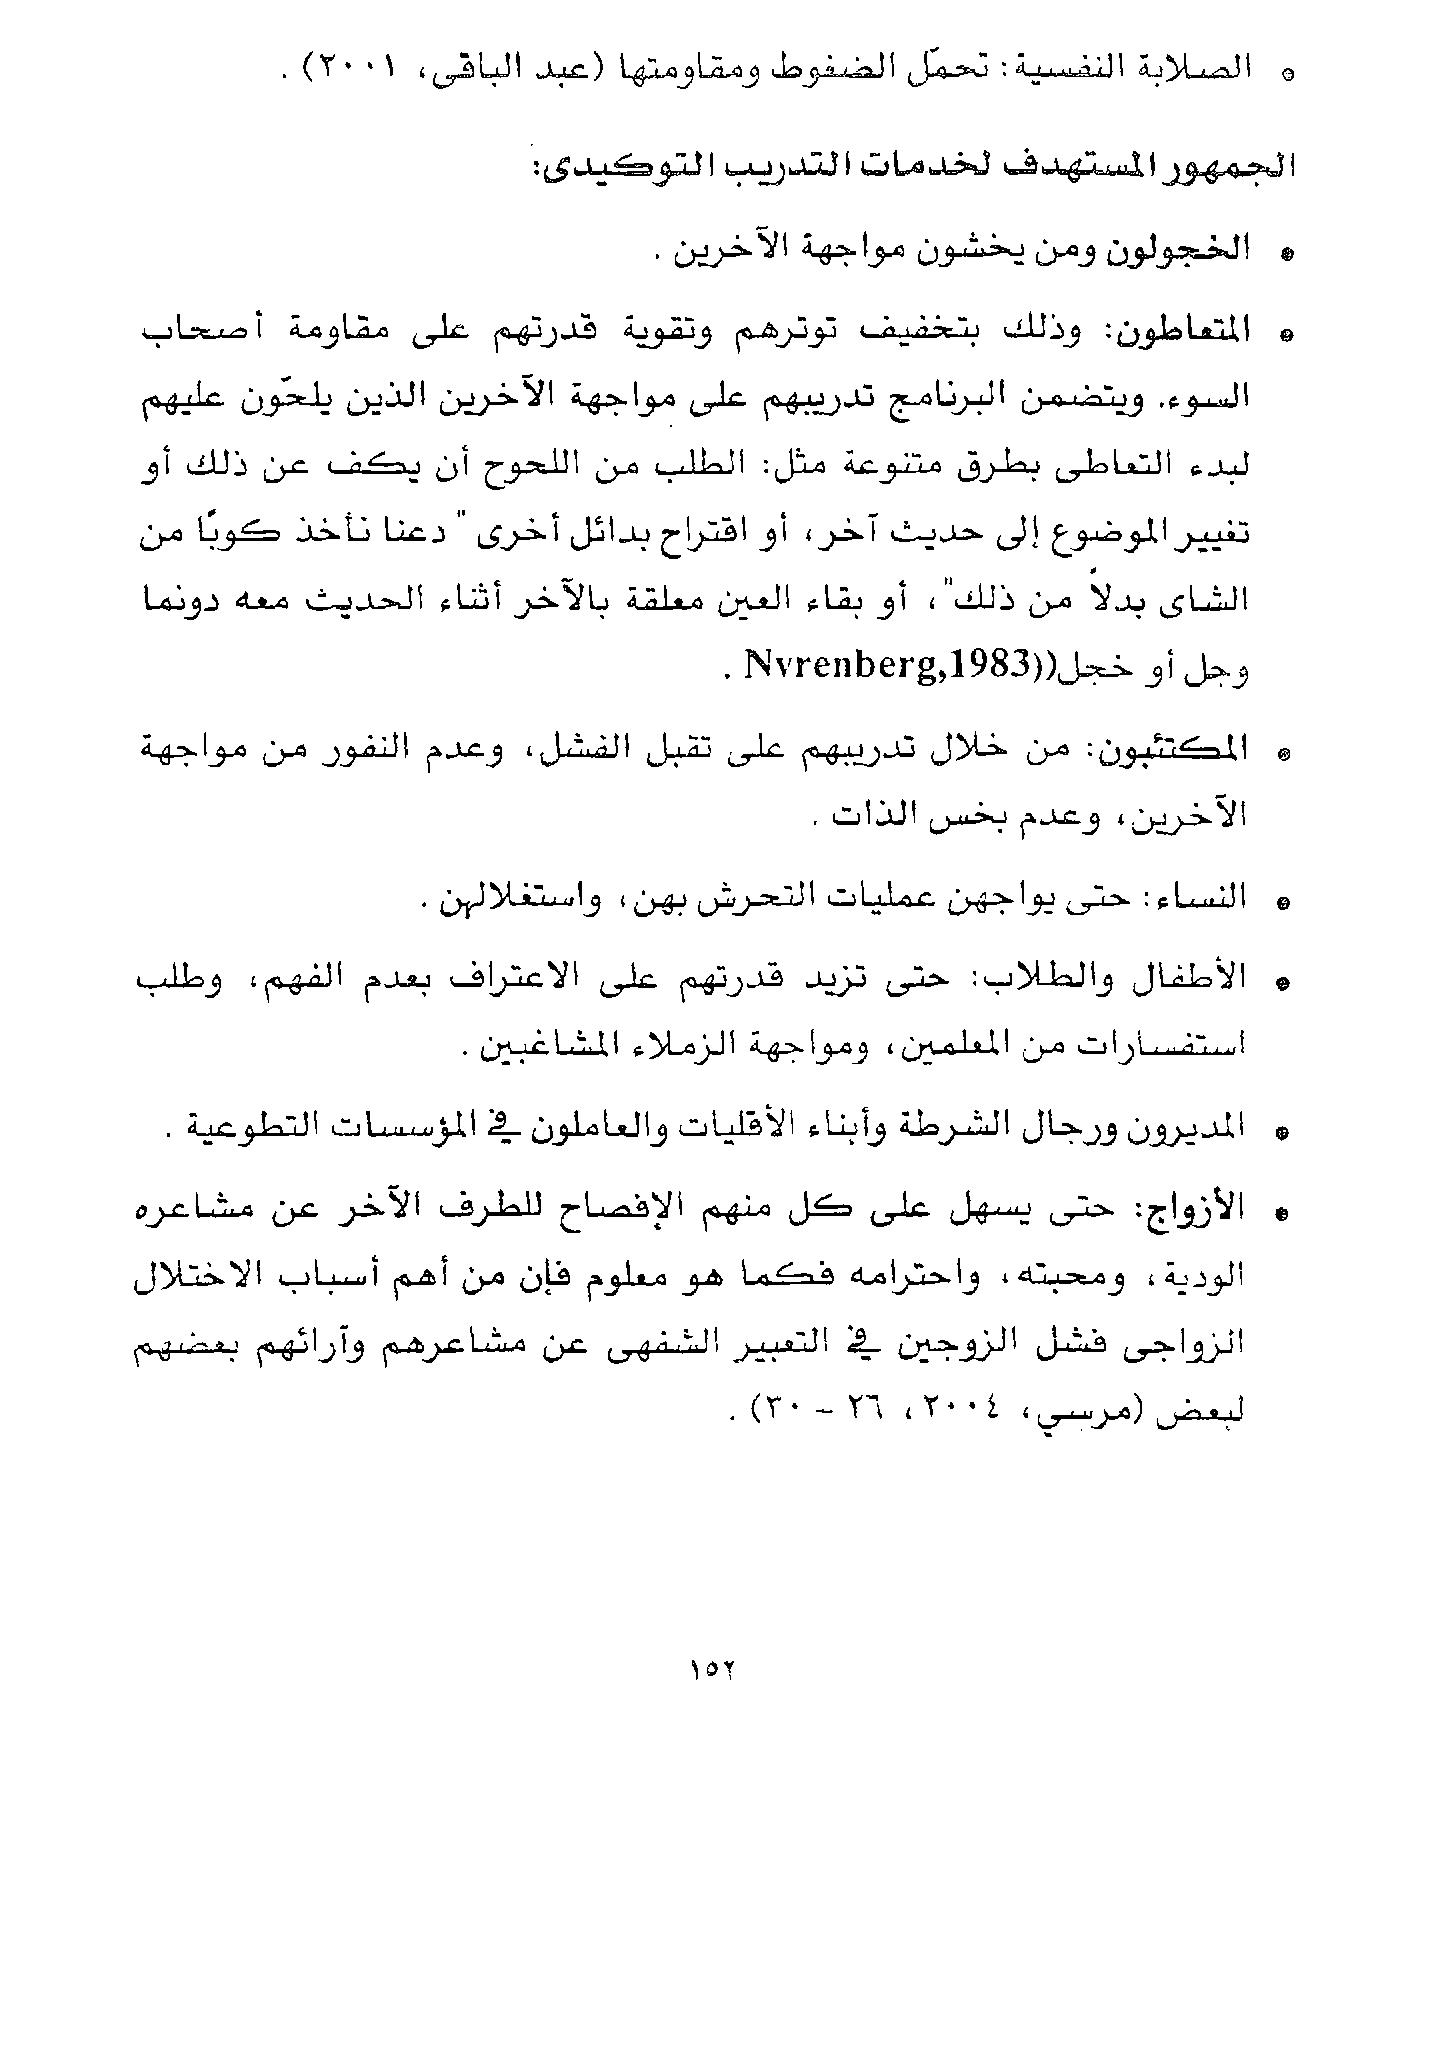 • الصلابة النفسية: تحمّل الضغوط ومقاومتها (عبد الباقى، ٢٠٠١) .
الجمهور المستهدف لخدمات التدريب التوكيدى:
• الخجولون ومن يخشون مواجهة الآخرين .
• المتعاطون: وذلك بتخفيف توترهم وتقوية قدرتهم على مقاومة أصحاب
السوء. ويتضمن البرنامج تدريبهم على مواجهة الآخرين الذين يلحّون عليهم
لبدء التعاطى بطرق متنوعة مثل: الطلب من اللحوح أن يكف عن ذلك أو
تغيير الموضوع إلى حديث آخر، أو اقتراح بدائل أخرى " دعنا نأخذ كوبًا من
الشاى بدلاً من ذلك"، أو بقاء العين معلقة بالآخر أثناء الحديث معه دونما
وجل أو خجل((Nvrenberg,1983 .
• المكتئبون: من خلال تدريبهم على تقبل الفشل، وعدم النفور من مواجهة
الآخرين، وعدم بخس الذات .
• النساء: حتى يواجهن عمليات التحرش بهن، واستغلالهن .
• الأطفال والطلاب: حتى تزيد قدرتهم على الاعتراف بعدم الفهم، وطلب
استفسارات من المعلمين، ومواجهة الزملاء المشاغبين .
• المديرون ورجال الشرطة وأبناء الأقليات والعاملون في المؤسسات التطوعية .
• الأزواج: حتى يسهل على كل منهم الإفصاح للطرف الآخر عن مشاعره
الودية، ومحبته، واحترامه فكما هو معلوم فإن من أهم أسباب الاختلال
الزواجى فشل الزوجين في التعبير الشفهى عن مشاعرهم وآرائهم بعضهم
لبعض (مرسي، ٢٠٠٤، ٢٦ – ٣٠) .
١٥٢